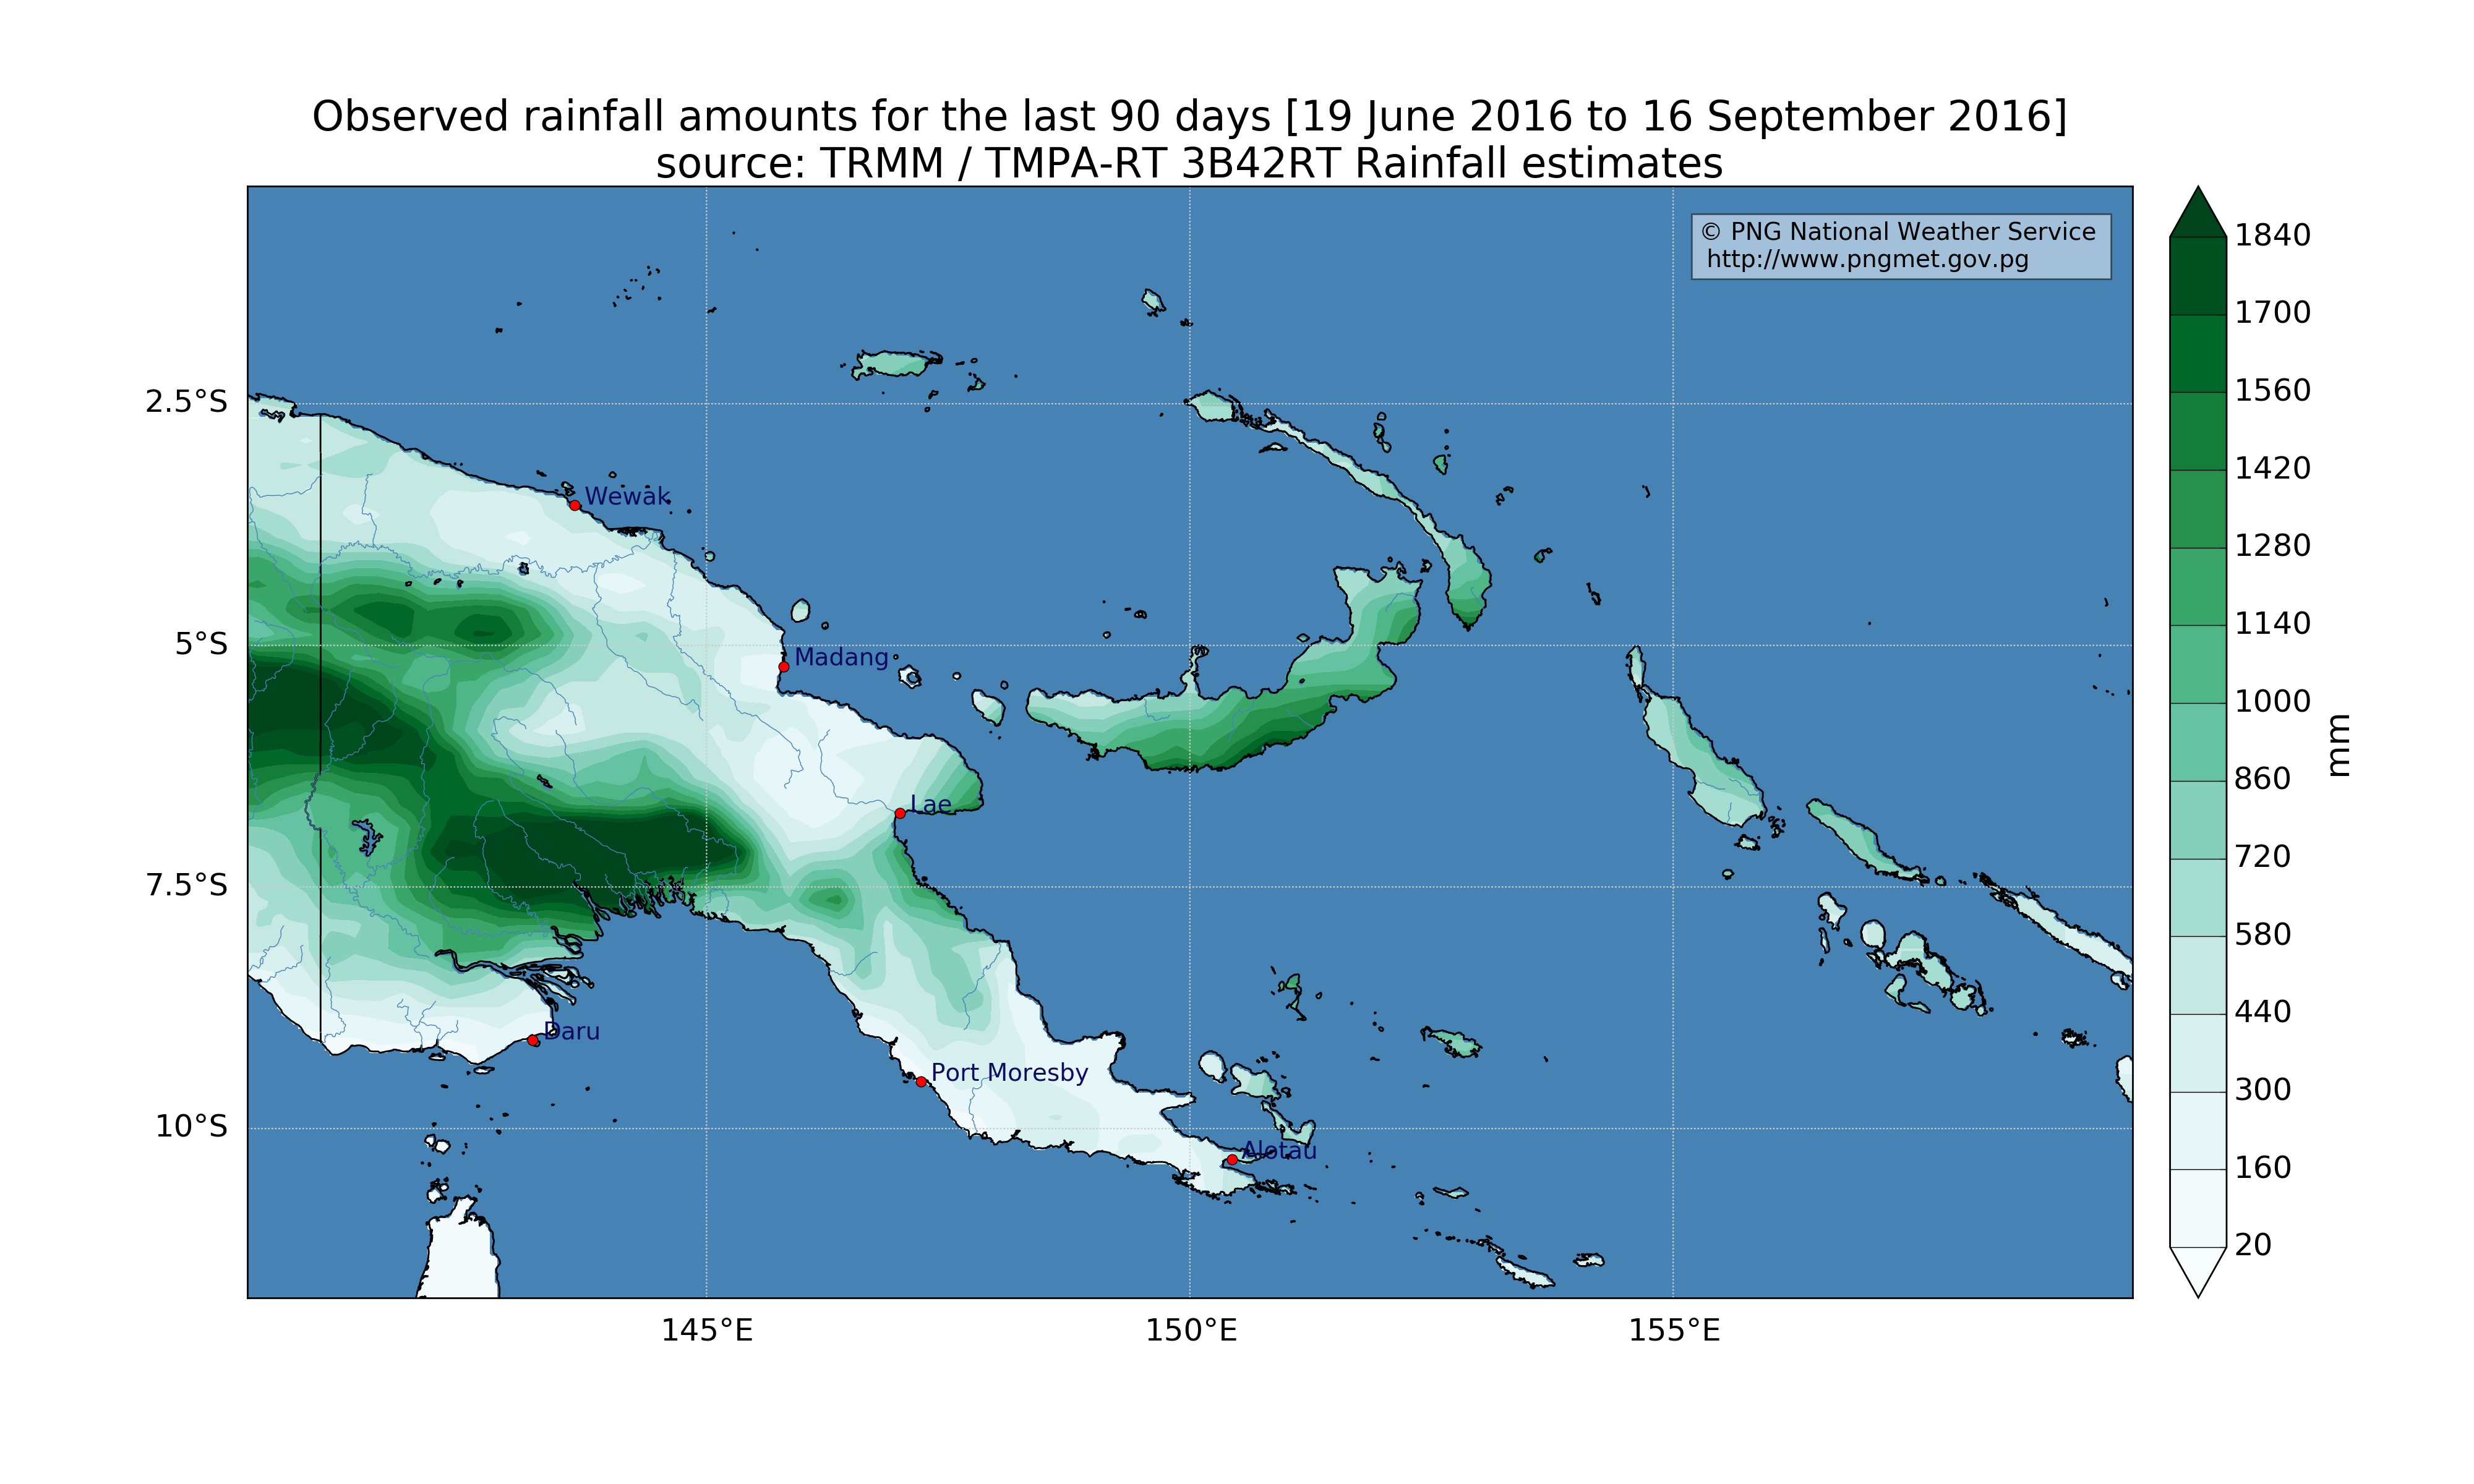 Observed rainfall amounts for the last 90 days [19 June 2016 to 16 September 2016]
source: TRMM / TMPA-RT 3B42RT Rainfall estimates
© PNG National Weather Service
http://www.pngmet.gov.pg
2.5°S
5°S
7.5°S
10°S
145°E
150°E
155°E
Wewak
Madang
Lae
Daru
Port Moresby
Alotau
1840
1700
1560
1420
1280
1140
1000
860
720
580
440
300
160
20
mm